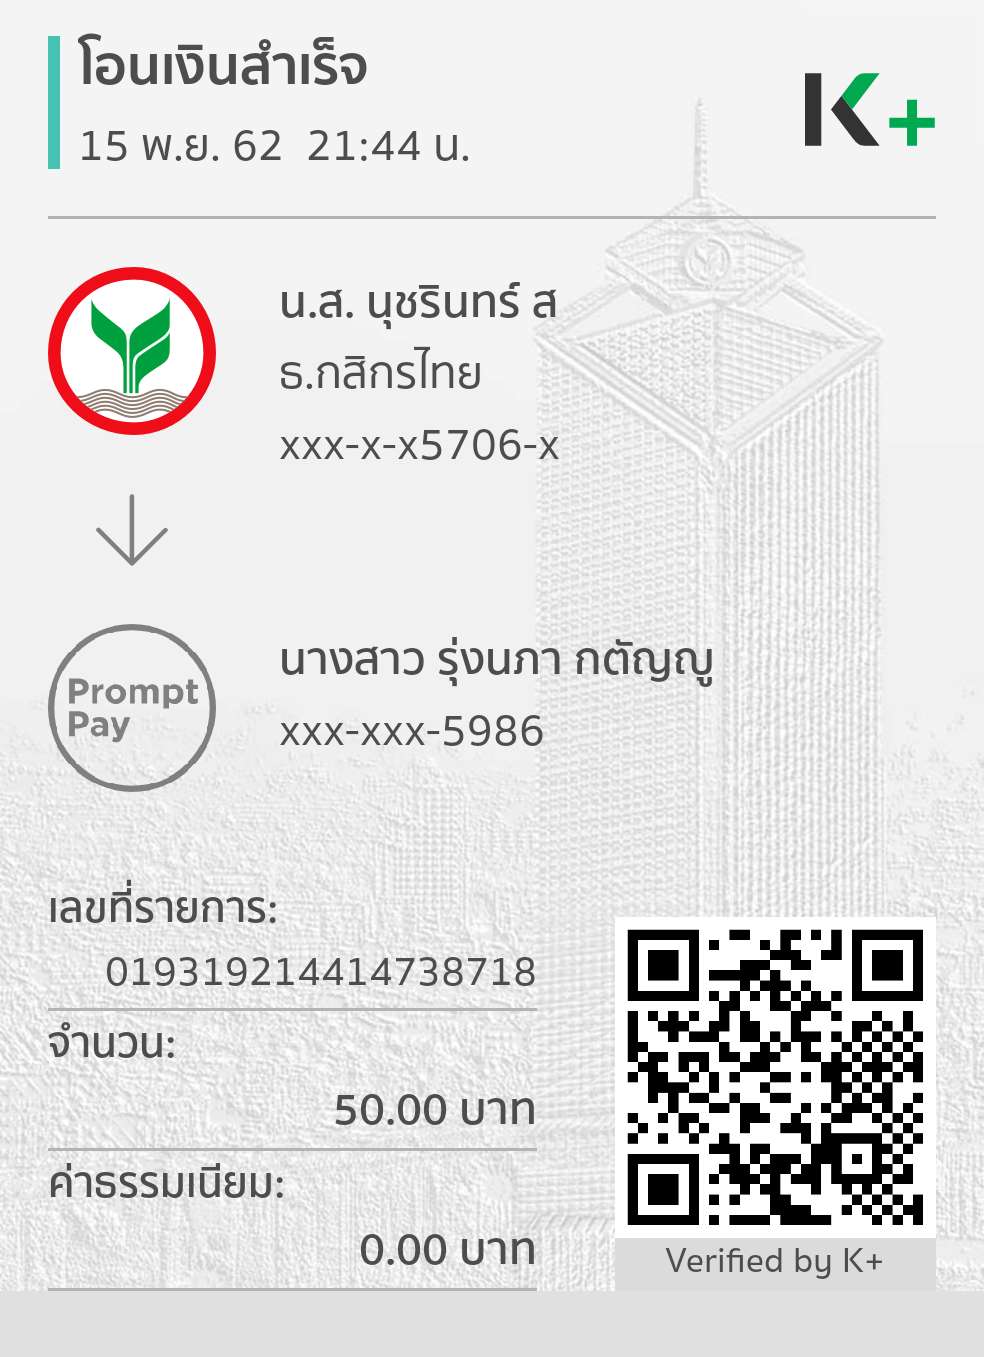 โอนเงินสำเร็จ
15 พ.ย. 62 21:44 น.
K+
น.ส. นุชรินทร์ ส
ธ.กสิกรไทย
xxx-x-x5706-x
Prompt
Pay
นางสาว รุ่งนภา กตัญญู
xxx-xxx-5986
เลขที่รายการ:
019319214414738718
จำนวน:
50.00 บาท
ค่าธรรมเนียม:
0.00 บาท
Verified by K+